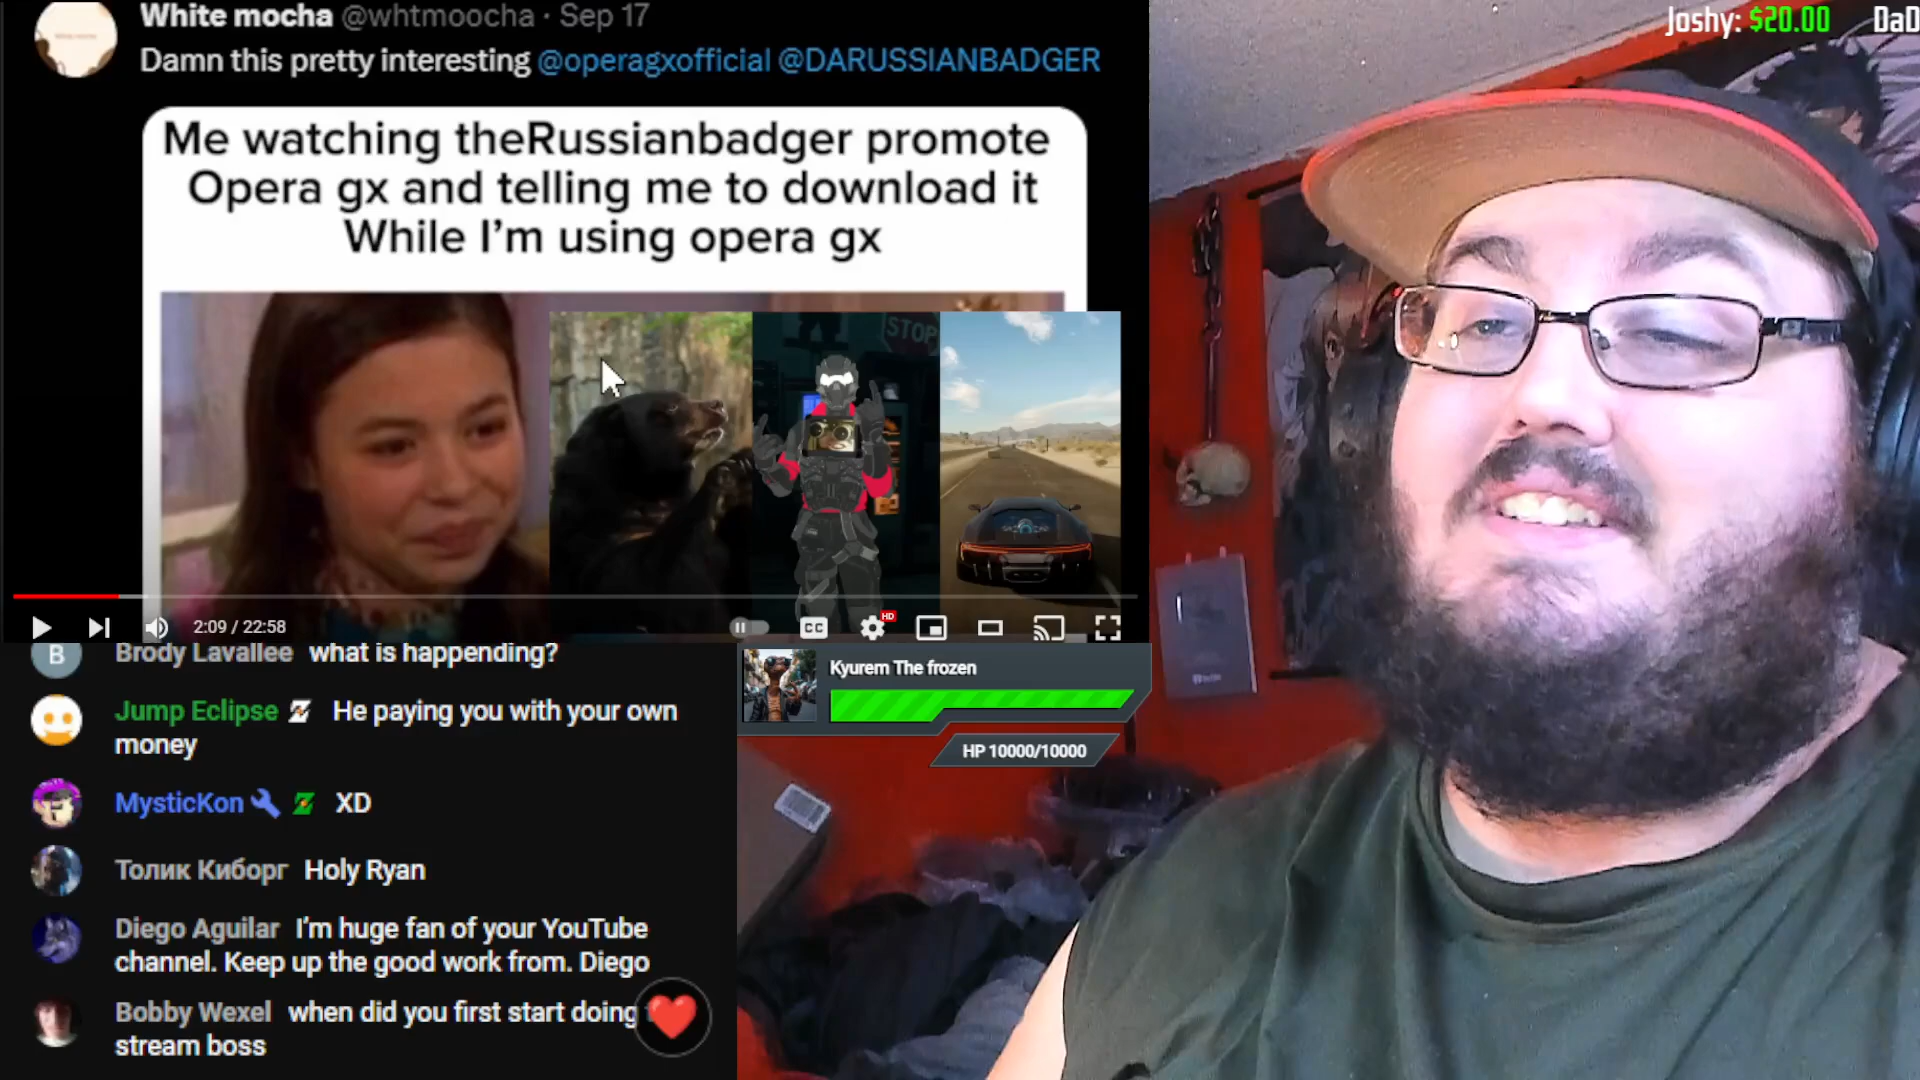 White mocha @whtmoocha · Sep 17
Damn this pretty interesting @operagxofficial @DARUSSIANBADGER
Me watching theRussianbadger promote
Opera gx and telling me to download it
While I'm using opera gx
STOP
2:09 / 22:58
CC
HD
Joshy: $20.00 DaD
B
Brody Lavallee what is happending?
Jump Eclipse He paying you with your own
money
MysticKon XD
Толик Киборг Holy Ryan
Diego Aguilar I'm huge fan of your YouTube
channel. Keep up the good work from. Diego
Bobby Wexel when did you first start doing
stream boss
Kyurem The frozen
HP 10000/10000